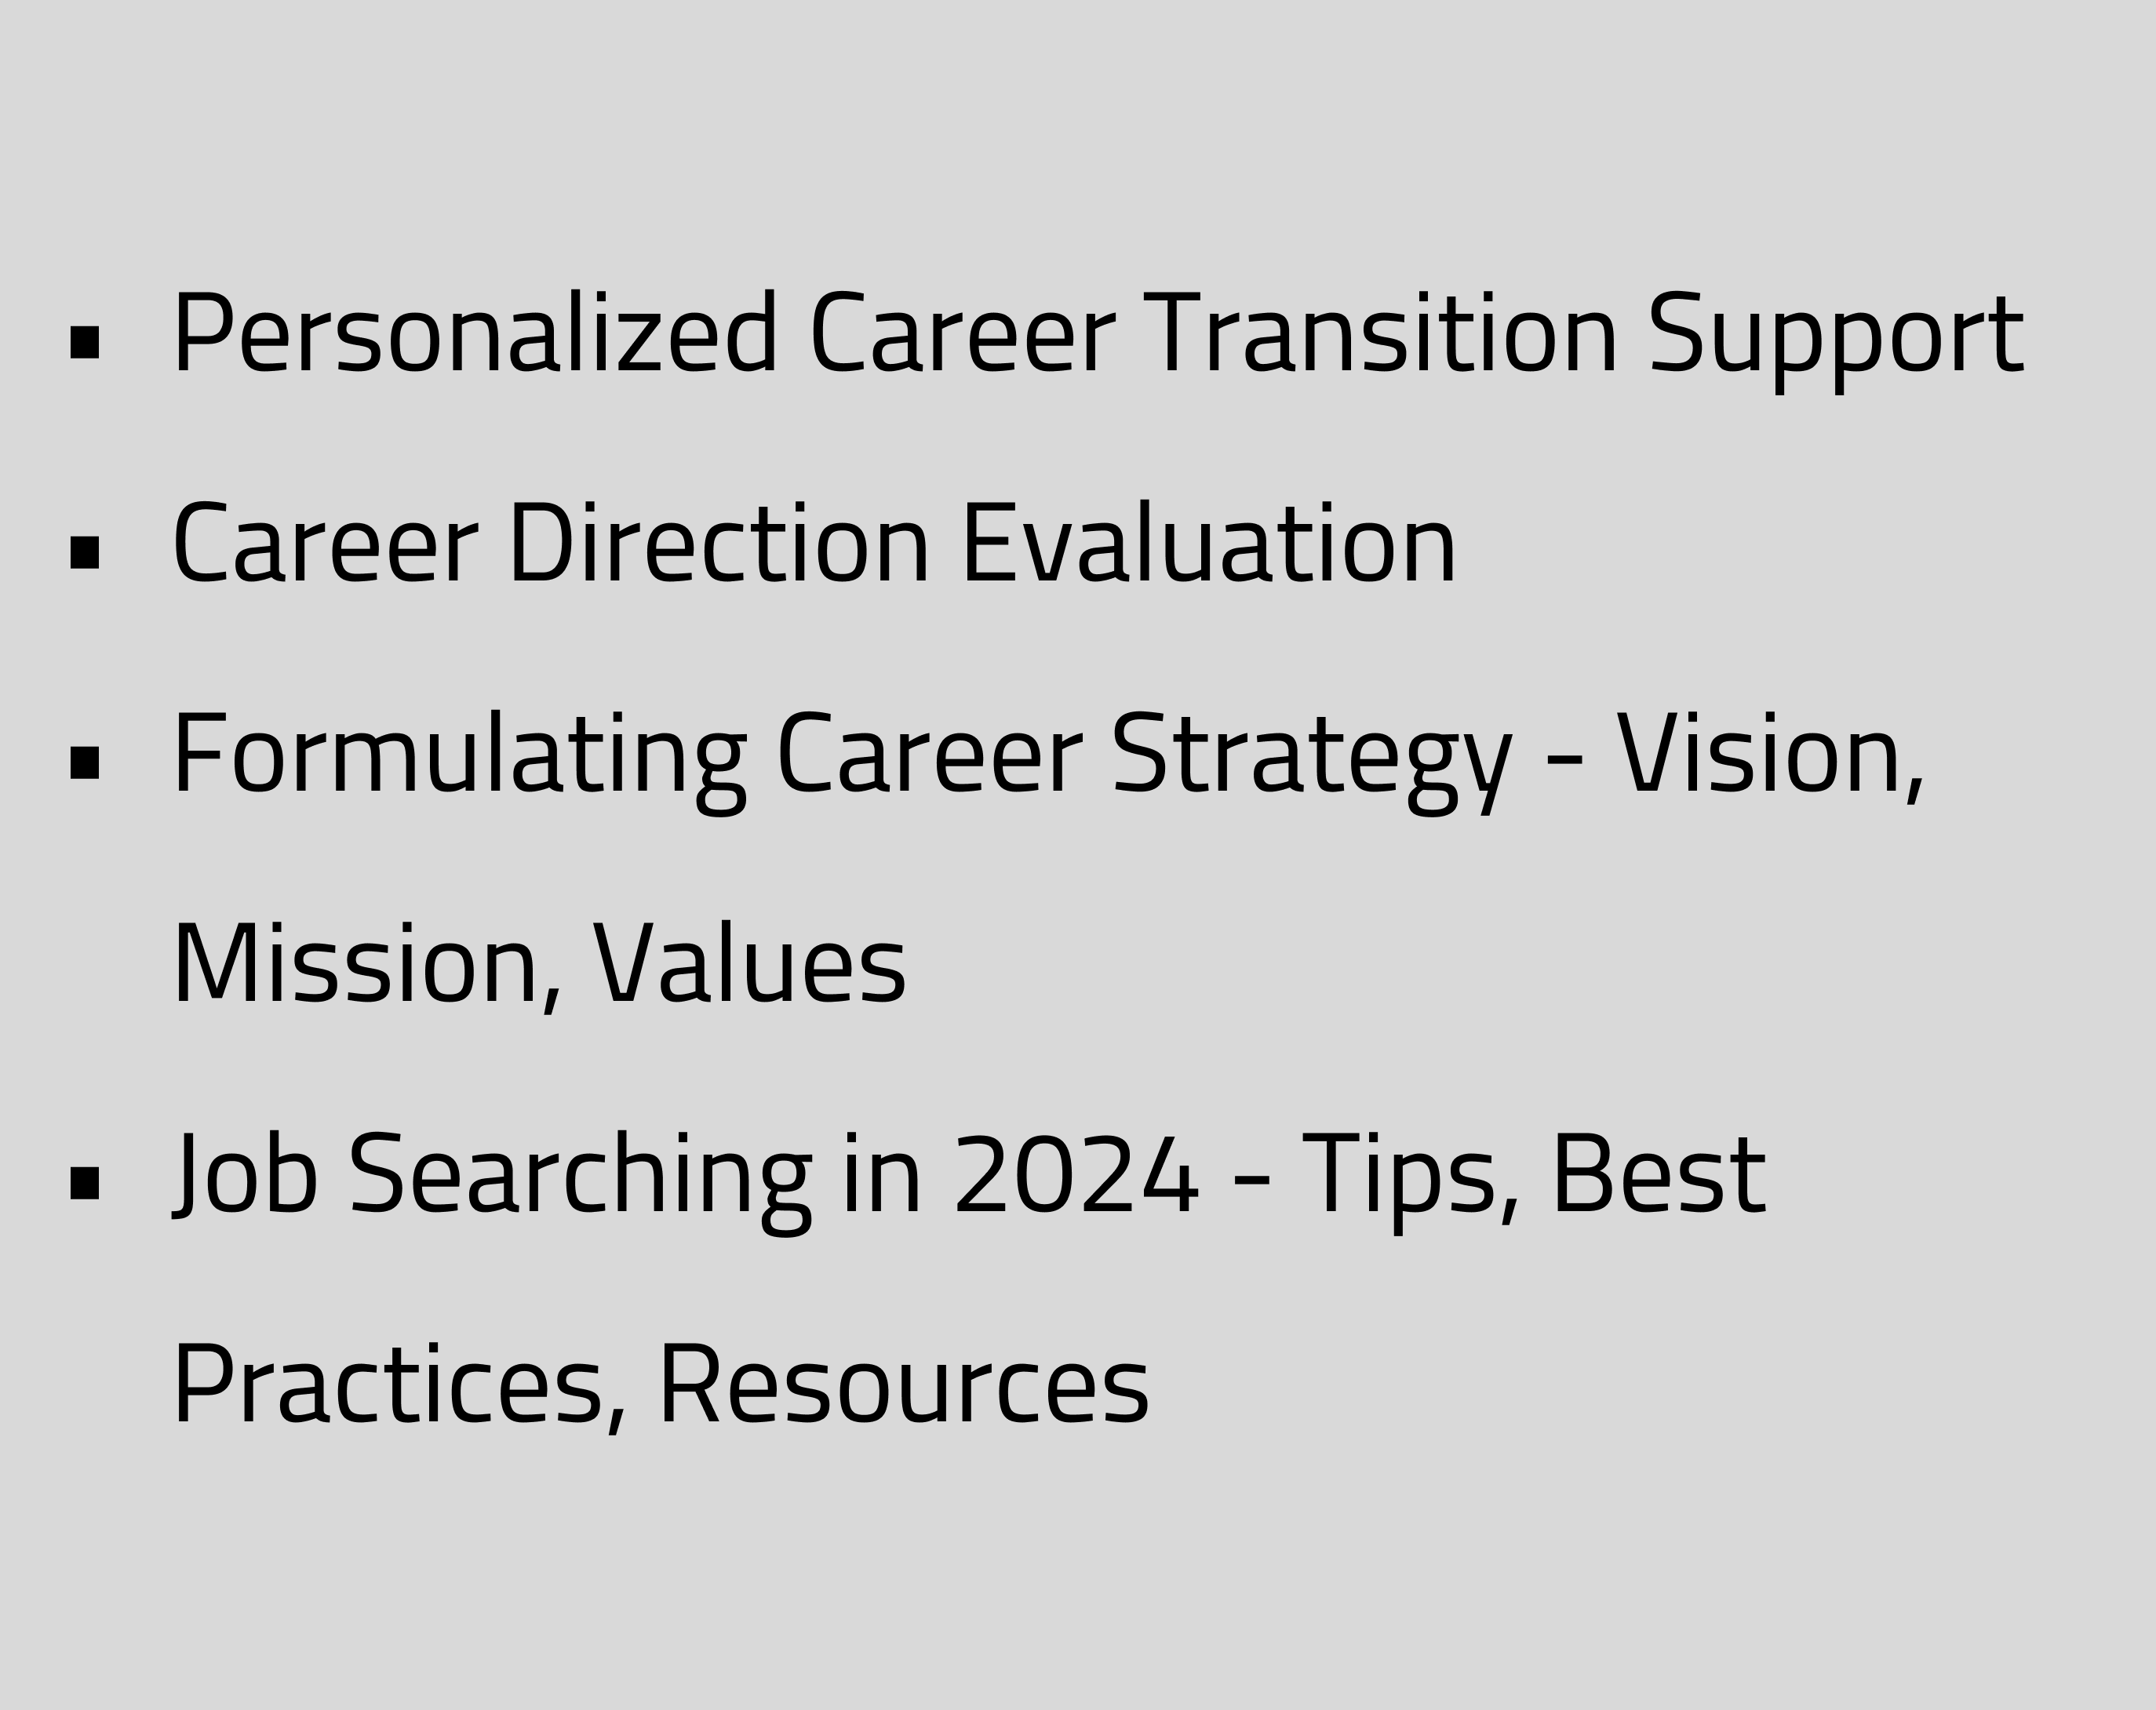 ▪ Personalized Career Transition Support
▪ Career Direction Evaluation
▪ Formulating Career Strategy - Vision,
Mission, Values
▪ Job Searching in 2024 – Tips, Best
Practices, Resources